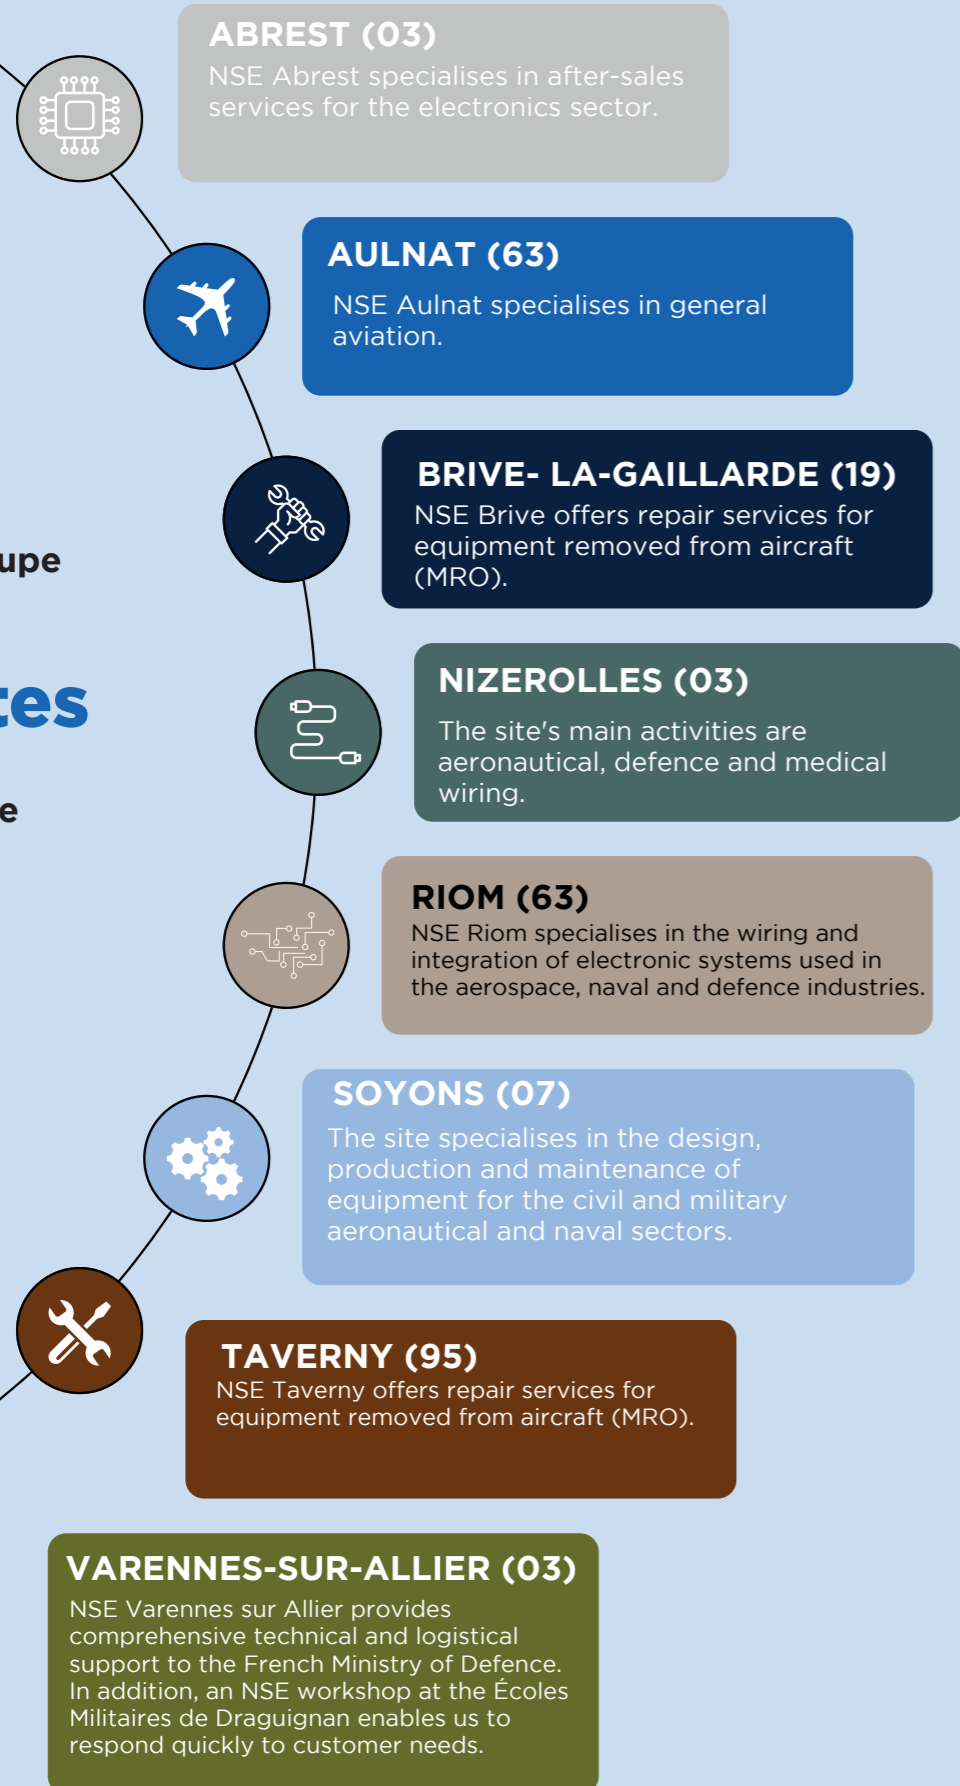 ABREST (03)
NSE Abrest specialises in after-sales
services for the electronics sector.
AULNAT (63)
NSE Aulnat specialises in general
aviation.
BRIVE- LA-GAILLARDE (19)
NSE Brive offers repair services for
equipment removed from aircraft
(MRO).
upe
tes
e
NIZEROLLES (03)
The site's main activities are
aeronautical, defence and medical
wiring.
RIOM (63)
NSE Riom specialises in the wiring and
integration of electronic systems used in
the aerospace, naval and defence industries.
SOYONS (07)
The site specialises in the design,
production and maintenance of
equipment for the civil and military
aeronautical and naval sectors.
TAVERNY (95)
NSE Taverny offers repair services for
equipment removed from aircraft (MRO).
VARENNES-SUR-ALLIER (03)
NSE Varennes sur Allier provides
comprehensive technical and logistical
support to the French Ministry of Defence.
In addition, an NSE workshop at the Écoles
Militaires de Draguignan enables us to
respond quickly to customer needs.